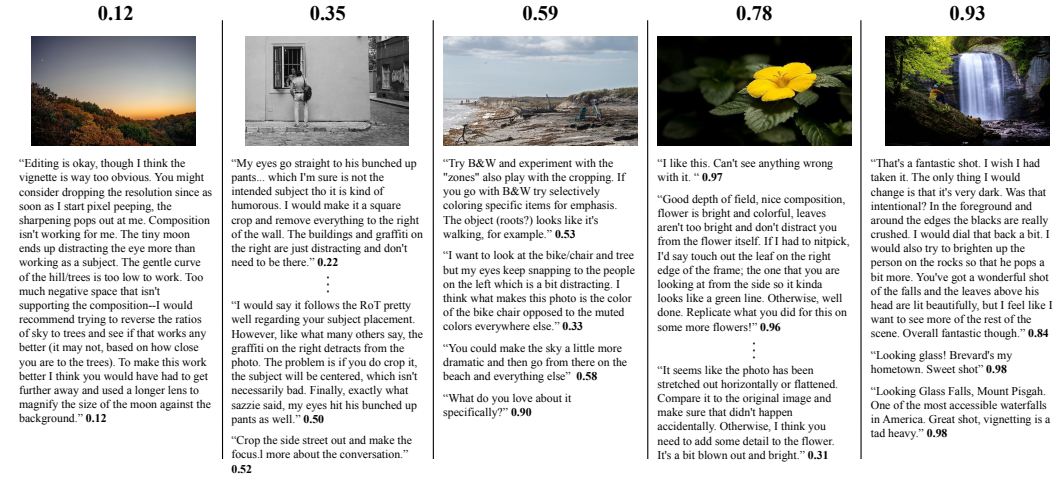 0.12
“Editing is okay, though I think the
vignette is way too obvious. You might
consider dropping the resolution since as
soon as I start pixel peeping, the
sharpening pops out at me. Composition
isn't working for me. The tiny moon
ends up distracting the eye more than
working as a subject. The gentle curve
of the hill/trees is too low to work. Too
much negative space that isn't
supporting the composition--I would
recommend trying to reverse the ratios
of sky to trees and see if that works any
better (it may not, based on how close
you are to the trees). To make this work
better I think you would have had to get
further away and used a longer lens to
magnify the size of the moon against the
background.” 0.12
0.35
“My eyes go straight to his bunched up
pants... which I'm sure is not the
intended subject tho it is kind of
humorous. I would make it a square
crop and remove everything to the right
of the wall. The buildings and graffiti on
the right are just distracting and don't
need to be there.” 0.22
“I would say it follows the RoT pretty
well regarding your subject placement.
However, like what many others say, the
graffiti on the right detracts from the
photo. The problem is if you do crop it,
the subject will be centered, which isn't
necessarily bad. Finally, exactly what
sazzie said, my eyes hit his bunched up
pants as well.” 0.50
“Crop the side street out and make the
focus.l more about the conversation.”
0.52
0.59
“Try B&W and experiment with the
"zones" also play with the cropping. If
you go with B&W try selectively
coloring specific items for emphasis.
The object (roots?) looks like it's
walking, for example.” 0.53
“I want to look at the bike/chair and tree
but my eyes keep snapping to the people
on the left which is a bit distracting. I
think what makes this photo is the color
of the bike chair opposed to the muted
colors everywhere else.” 0.33
“You could make the sky a little more
dramatic and then go from there on the
beach and everything else” 0.58
“What do you love about it
specifically?” 0.90
0.78
“I like this. Can't see anything wrong
with it. “ 0.97
“Good depth of field, nice composition,
flower is bright and colorful, leaves
aren't too bright and don't distract you
from the flower itself. If I had to nitpick,
I'd say touch out the leaf on the right
edge of the frame; the one that you are
looking at from the side so it kinda
looks like a green line. Otherwise, well
done. Replicate what you did for this on
some more flowers!” 0.96
“It seems like the photo has been
stretched out horizontally or flattened.
Compare it to the original image and
make sure that didn't happen
accidentally. Otherwise, I think you
need to add some detail to the flower.
It's a bit blown out and bright.” 0.31
0.93
“That's a fantastic shot. I wish I had
taken it. The only thing I would
change is that it's very dark. Was that
intentional? In the foreground and
around the edges the blacks are really
crushed. I would dial that back a bit. I
would also try to brighten up the
person on the rocks so that he pops a
bit more. You've got a wonderful shot
of the falls and the leaves above his
head are lit beautifully, but I feel like I
want to see more of the rest of the
scene. Overall fantastic though.” 0.84
“Looking glass! Brevard's my
hometown. Sweet shot” 0.98
“Looking Glass Falls, Mount Pisgah.
One of the most accessible waterfalls
in America. Great shot, vignetting is a
tad heavy.” 0.98